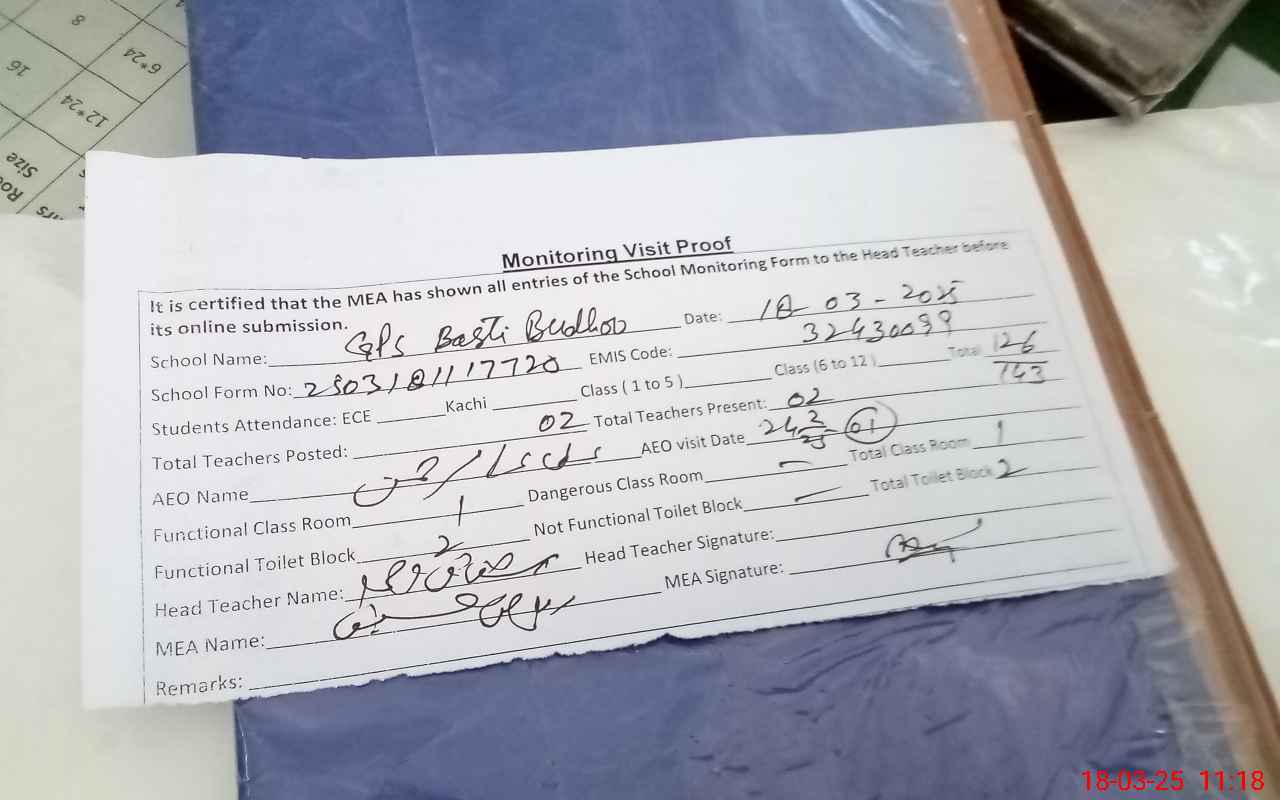 8
6*24
16
12*24
Size
Roo
Monitoring Visit Proof
It is certified that the MEA has shown all entries of the School Monitoring Form to the Head Teacher before
its online submission.
School Name: GPS Basti Budhoo Date: 18-03-2025
School Form No: 2503181117720 EMIS Code: 32430039
Students Attendance: ECE Kachi Class ( 1 to 5 ) Class (6 to 12 ) Total 126
143
Total Teachers Posted: 02 Total Teachers Present: 02
AEO Name AEO visit Date 24 2/25 01
Functional Class Room 1 Dangerous Class Room — Total Class Room 1
Functional Toilet Block 2 Not Functional Toilet Block — Total Toilet Block 2
Head Teacher Name: Head Teacher Signature:
MEA Name: MEA Signature:
Remarks:
18-03-25 11:18